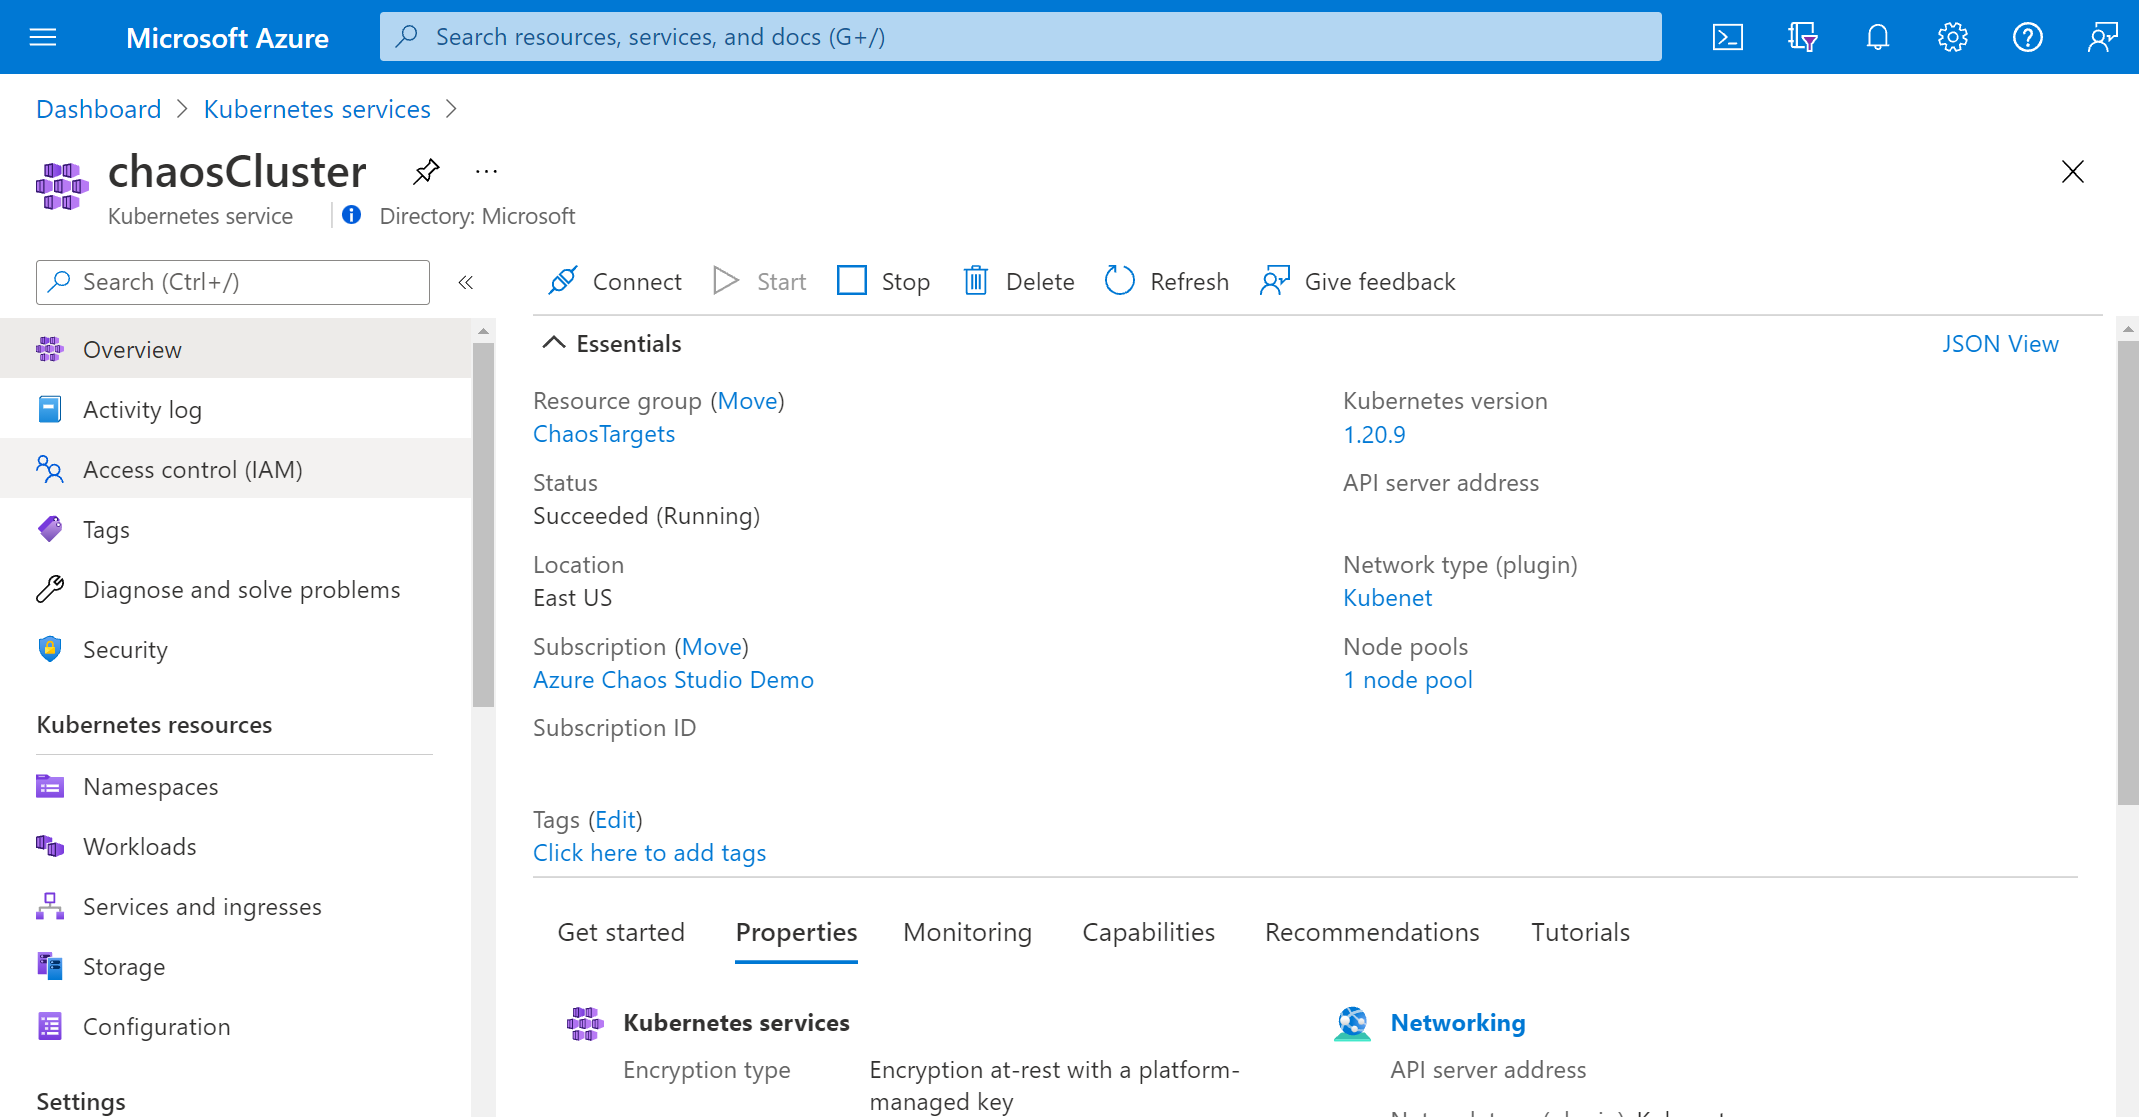 Microsoft Azure
Search resources, services, and docs (G+/)
Dashboard > Kubernetes services >
chaosCluster
...
Kubernetes service
Directory: Microsoft
Search (Ctrl+/)
«
Connect
Start
Stop
Delete
Refresh
Give feedback
Overview
Activity log
Access control (IAM)
Tags
Diagnose and solve problems
Security
Kubernetes resources
Namespaces
Workloads
Services and ingresses
Storage
Configuration
Settings
Essentials
JSON View
Resource group (Move)
ChaosTargets
Status
Succeeded (Running)
Location
East US
Subscription (Move)
Azure Chaos Studio Demo
Subscription ID
Tags (Edit)
Click here to add tags
Kubernetes version
1.20.9
API server address
Network type (plugin)
Kubenet
Node pools
1 node pool
Get started
Properties
Monitoring
Capabilities
Recommendations
Tutorials
Kubernetes services
Encryption type
Encryption at-rest with a platform-
managed key
Networking
API server address
Network type (plugin) Kubenet